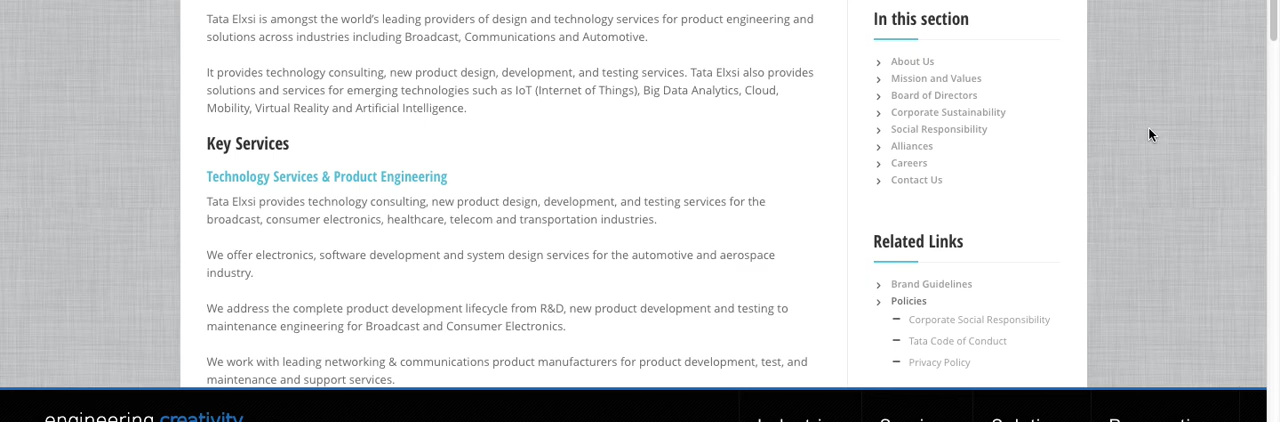 Tata Elxsi is amongst the world's leading providers of design and technology services for product engineering and
solutions across industries including Broadcast, Communications and Automotive.
It provides technology consulting, new product design, development, and testing services. Tata Elxsi also provides
solutions and services for emerging technologies such as IoT (Internet of Things), Big Data Analytics, Cloud,
Mobility, Virtual Reality and Artificial Intelligence.
Key Services
Technology Services & Product Engineering
Tata Elxsi provides technology consulting, new product design, development, and testing services for the
broadcast, consumer electronics, healthcare, telecom and transportation industries.
We offer electronics, software development and system design services for the automotive and aerospace
industry.
We address the complete product development lifecycle from R&D, new product development and testing to
maintenance engineering for Broadcast and Consumer Electronics.
We work with leading networking & communications product manufacturers for product development, test, and
maintenance and support services.
In this section
About Us
Mission and Values
Board of Directors
Corporate Sustainability
Social Responsibility
Alliances
Careers
Contact Us
Related Links
Brand Guidelines
Policies
Corporate Social Responsibility
Tata Code of Conduct
Privacy Policy
engineering creativity